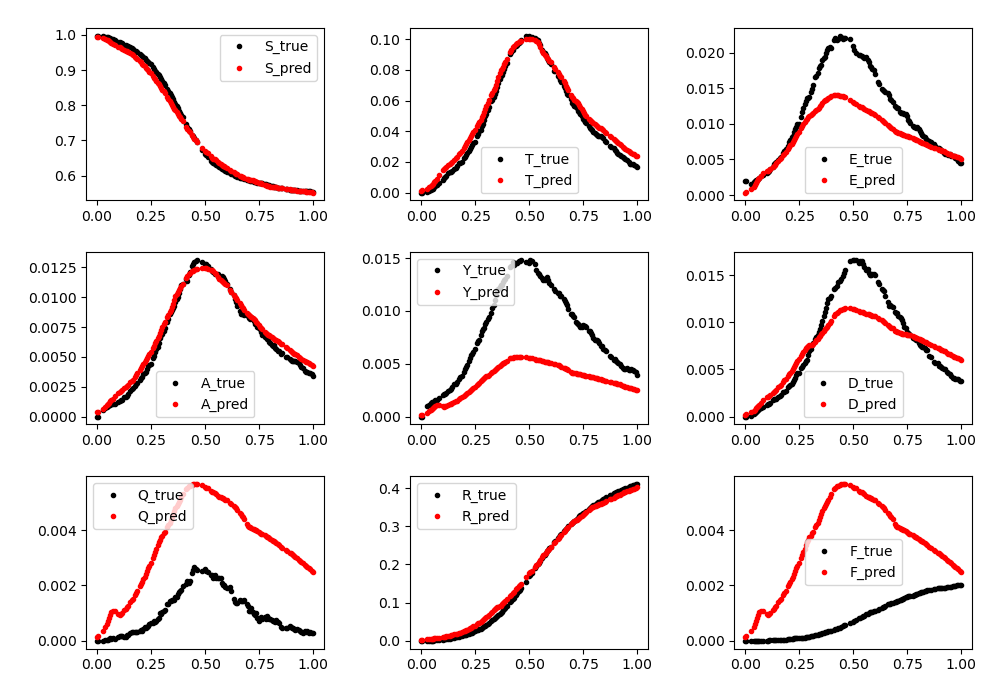 1.0
0.9
0.8
0.7
0.6
S_true
S_pred
0.00 0.25 0.50 0.75 1.00
0.10
0.08
0.06
0.04
0.02
0.00
T_true
T_pred
0.00 0.25 0.50 0.75 1.00
0.020
0.015
0.010
0.005
0.000
E_true
E_pred
0.00 0.25 0.50 0.75 1.00
0.0125
0.0100
0.0075
0.0050
0.0025
0.0000
A_true
A_pred
0.00 0.25 0.50 0.75 1.00
0.015
0.010
0.005
0.000
Y_true
Y_pred
0.00 0.25 0.50 0.75 1.00
0.015
0.010
0.005
0.000
D_true
D_pred
0.00 0.25 0.50 0.75 1.00
0.004
0.002
0.000
Q_true
Q_pred
0.00 0.25 0.50 0.75 1.00
0.4
0.3
0.2
0.1
0.0
R_true
R_pred
0.00 0.25 0.50 0.75 1.00
0.004
0.002
0.000
F_true
F_pred
0.00 0.25 0.50 0.75 1.00